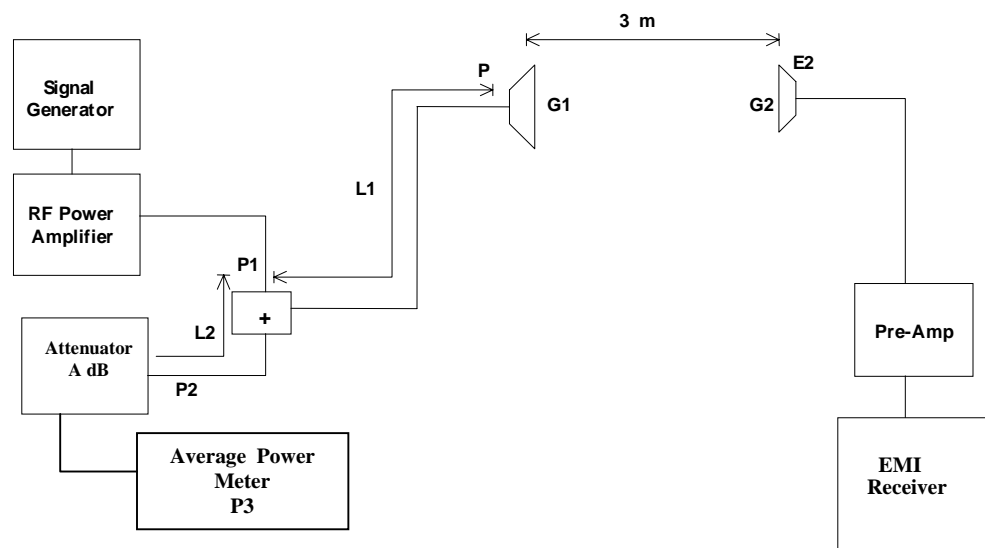 3 m
P
G1
E2
G2
Signal
Generator
L1
RF Power
Amplifier
P1
+
L2
Attenuator
A dB
P2
Pre-Amp
Average Power
Meter
P3
EMI
Receiver